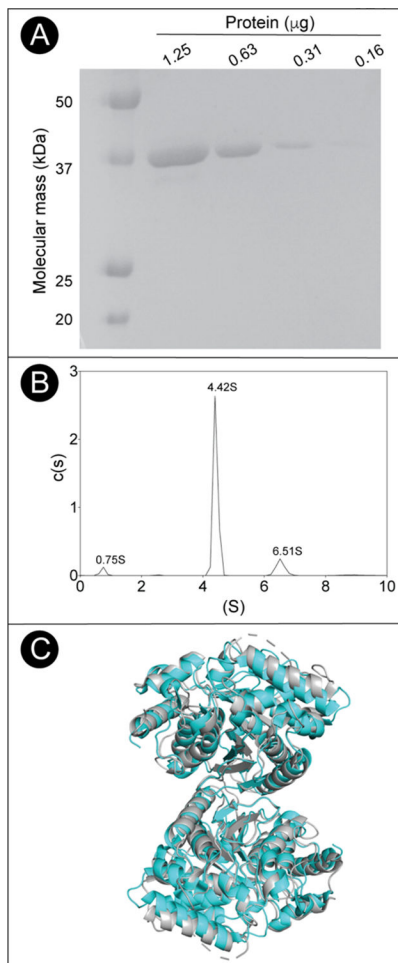 A
Protein (μg)
1.25 0.63 0.31 0.16
Molecular mass (kDa)
50
37
25
20
B
c(s)
3
2
1
0
4.42S
0.75S
6.51S
0 2 4 6 8 10
(S)
C